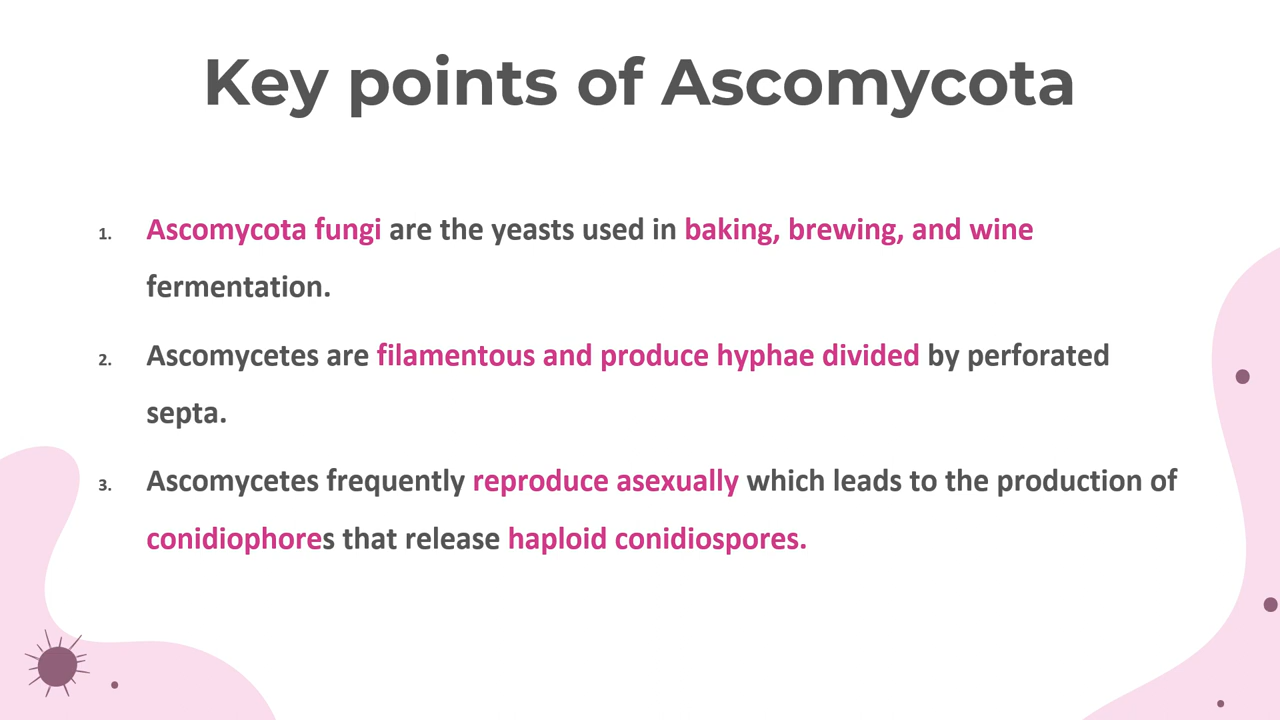 Key points of Ascomycota
1. Ascomycota fungi are the yeasts used in baking, brewing, and wine
fermentation.
2. Ascomycetes are filamentous and produce hyphae divided by perforated
septa.
3. Ascomycetes frequently reproduce asexually which leads to the production of
conidiophores that release haploid conidiospores.